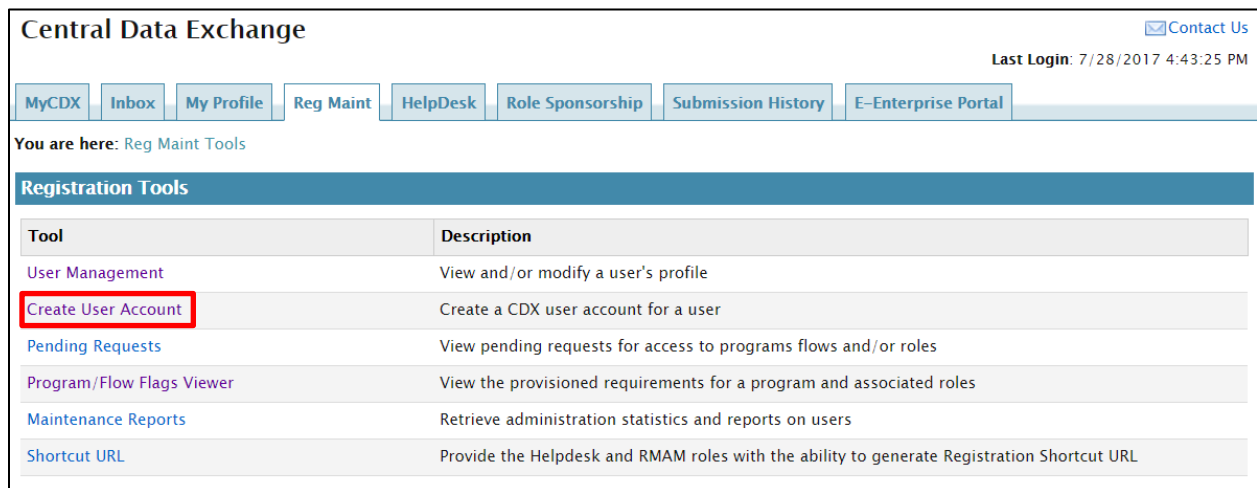 Central Data Exchange
Contact Us
Last Login: 7/28/2017 4:43:25 PM
MyCDX Inbox My Profile Reg Maint HelpDesk Role Sponsorship Submission History E-Enterprise Portal
You are here: Reg Maint Tools
Registration Tools
Tool Description
User Management View and/or modify a user's profile
Create User Account Create a CDX user account for a user
Pending Requests View pending requests for access to programs flows and/or roles
Program/Flow Flags Viewer View the provisioned requirements for a program and associated roles
Maintenance Reports Retrieve administration statistics and reports on users
Shortcut URL Provide the Helpdesk and RMAM roles with the ability to generate Registration Shortcut URL